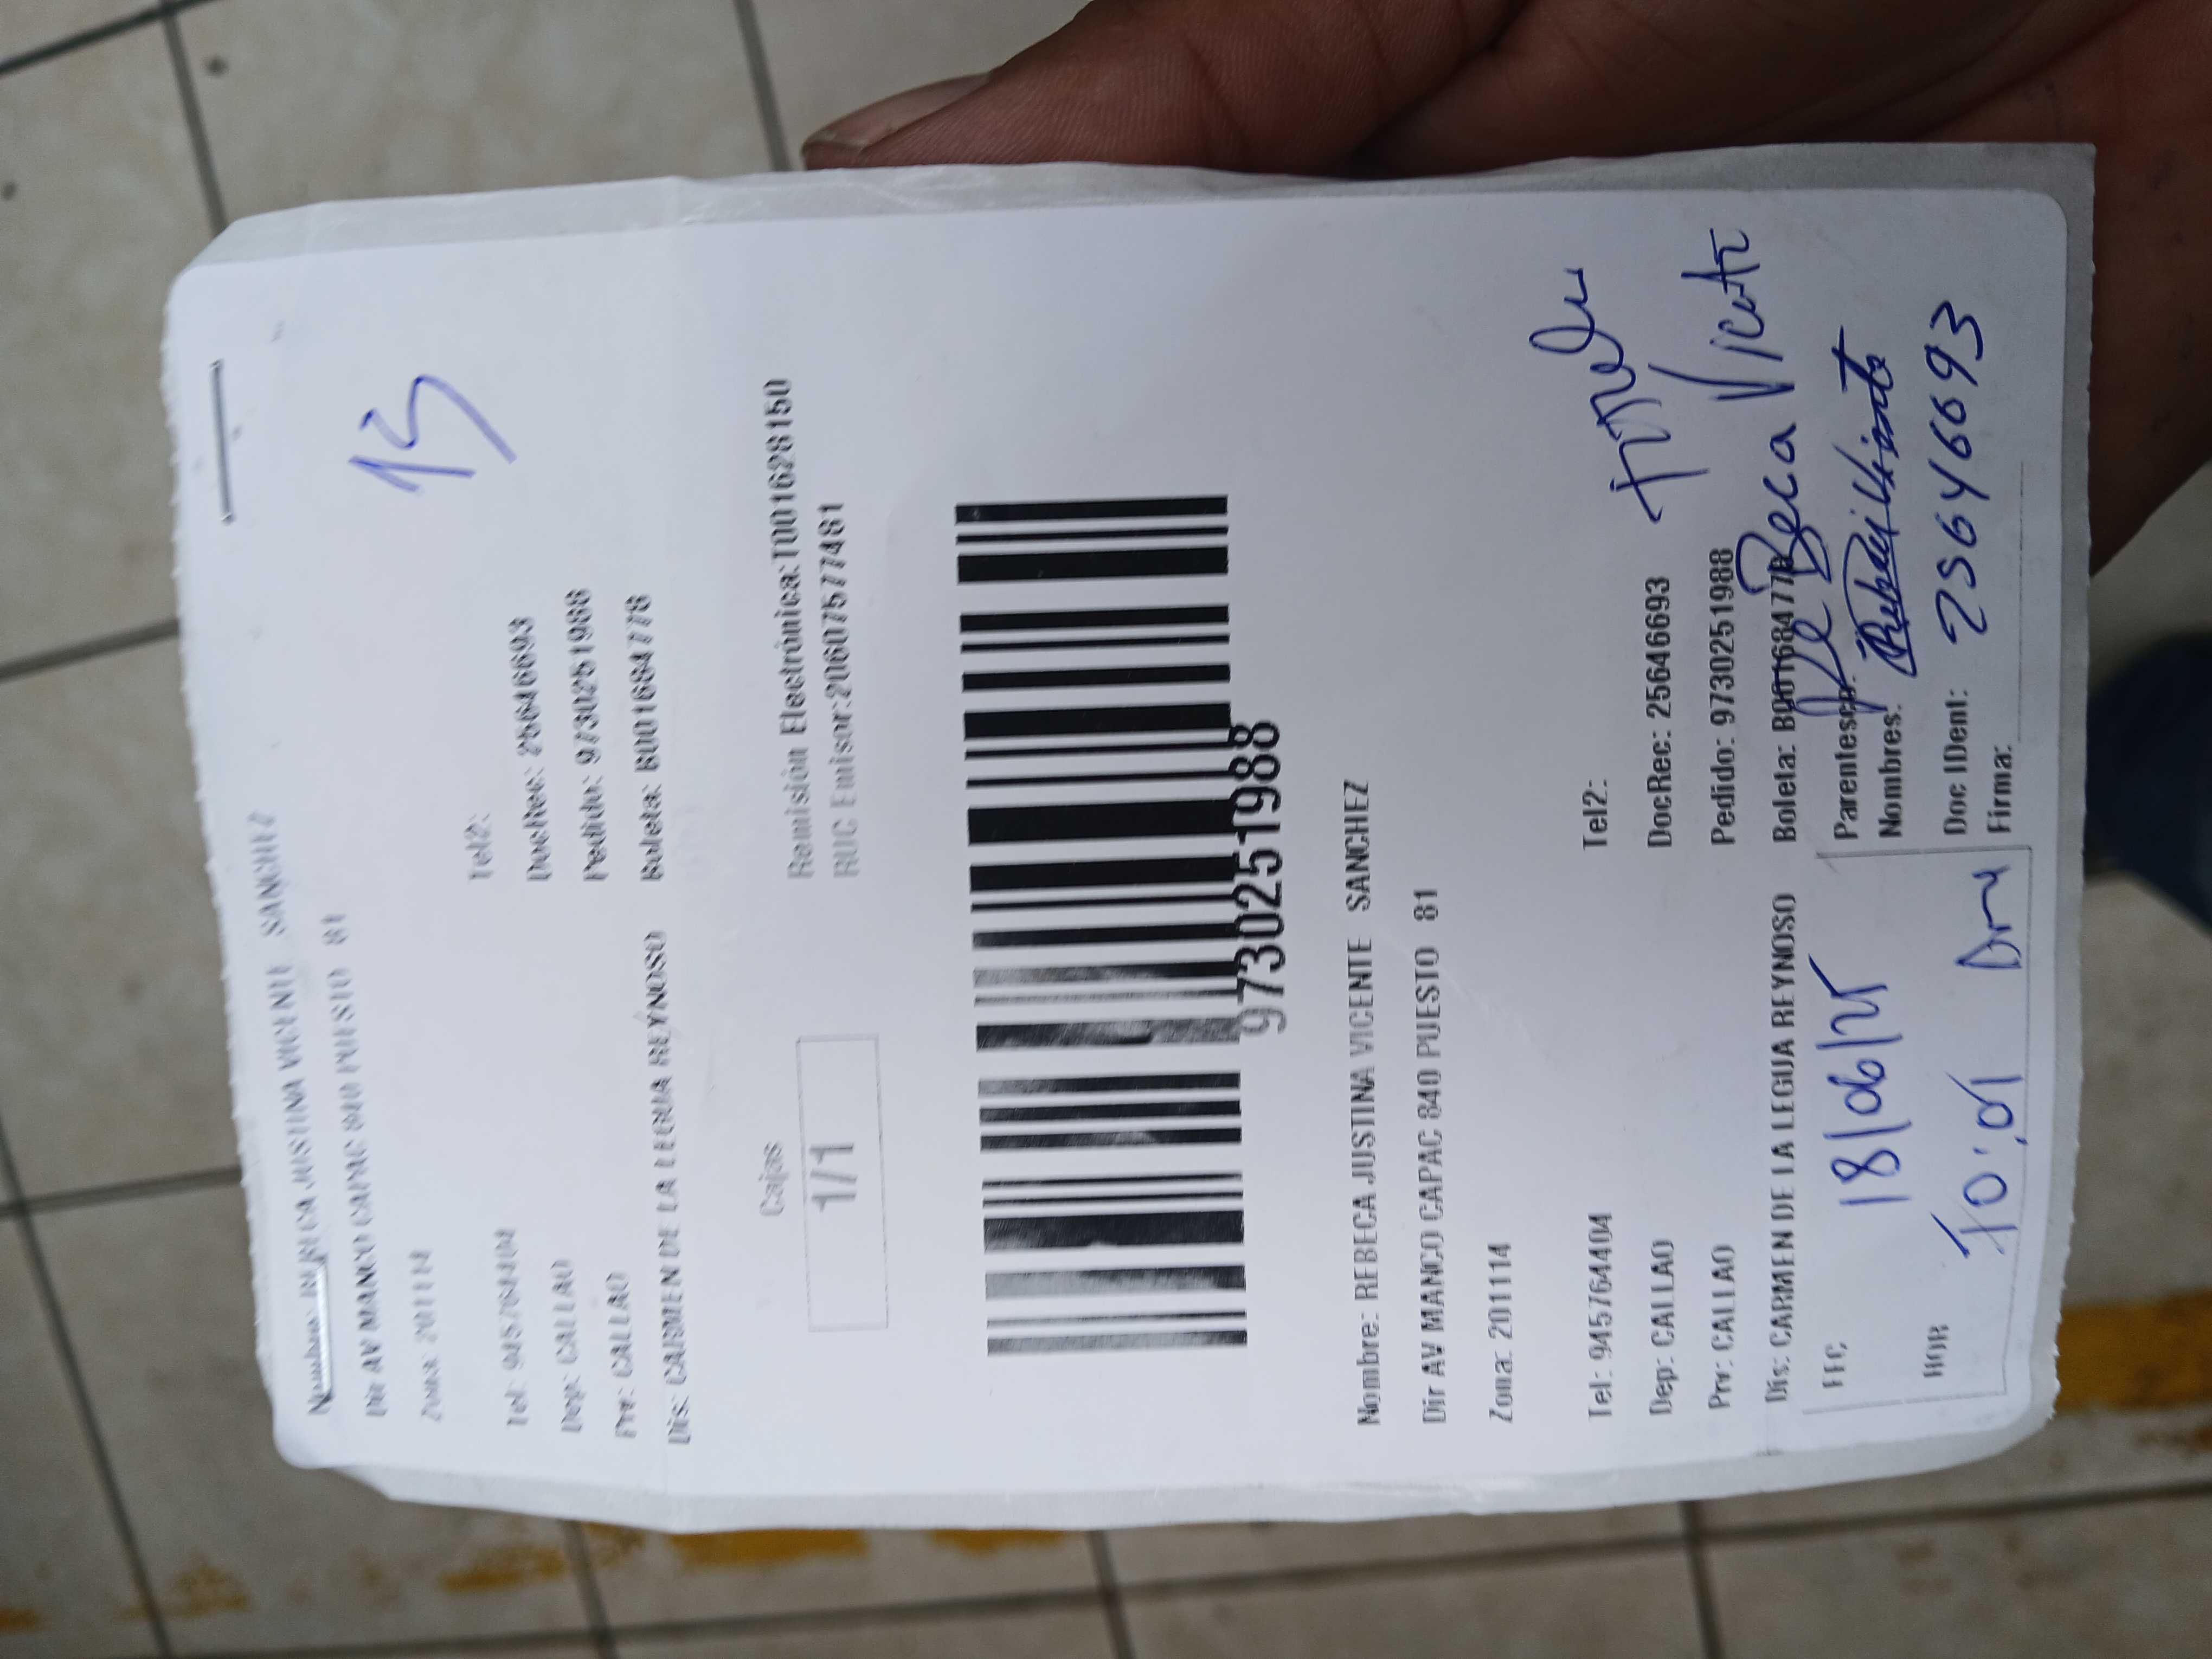 13
Nombre: REBECA JUSTINA VICENTE SANCHEZ
Dir AV MANCO CAPAC 840 PUESTO 81
Zona: 201114
Tel: 945764404 Tel2:
Dep: CALLAO DocRec: 25646693
Prv: CALLAO Pedido: 9730251988
Dis: CARMEN DE LA LEGUA REYNOSO Boleta: B001684778
Cajas Remisión Electrónica:T001628150
1/1 RUC Emisor:20607577481
9730251988
Nombre: REBECA JUSTINA VICENTE SANCHEZ
Dir AV MANCO CAPAC 840 PUESTO 81
Zona: 201114
Tel: 945764404 Tel2:
Dep: CALLAO DocRec: 25646693
Prv: CALLAO Pedido: 9730251988
Dis: CARMEN DE LA LEGUA REYNOSO Boleta: B001684778
FEC 18/06/25 Parentesco:
Nombres: ReBeca Vicente
HOR 10:01 Doc IDent: 25646693
Firma: